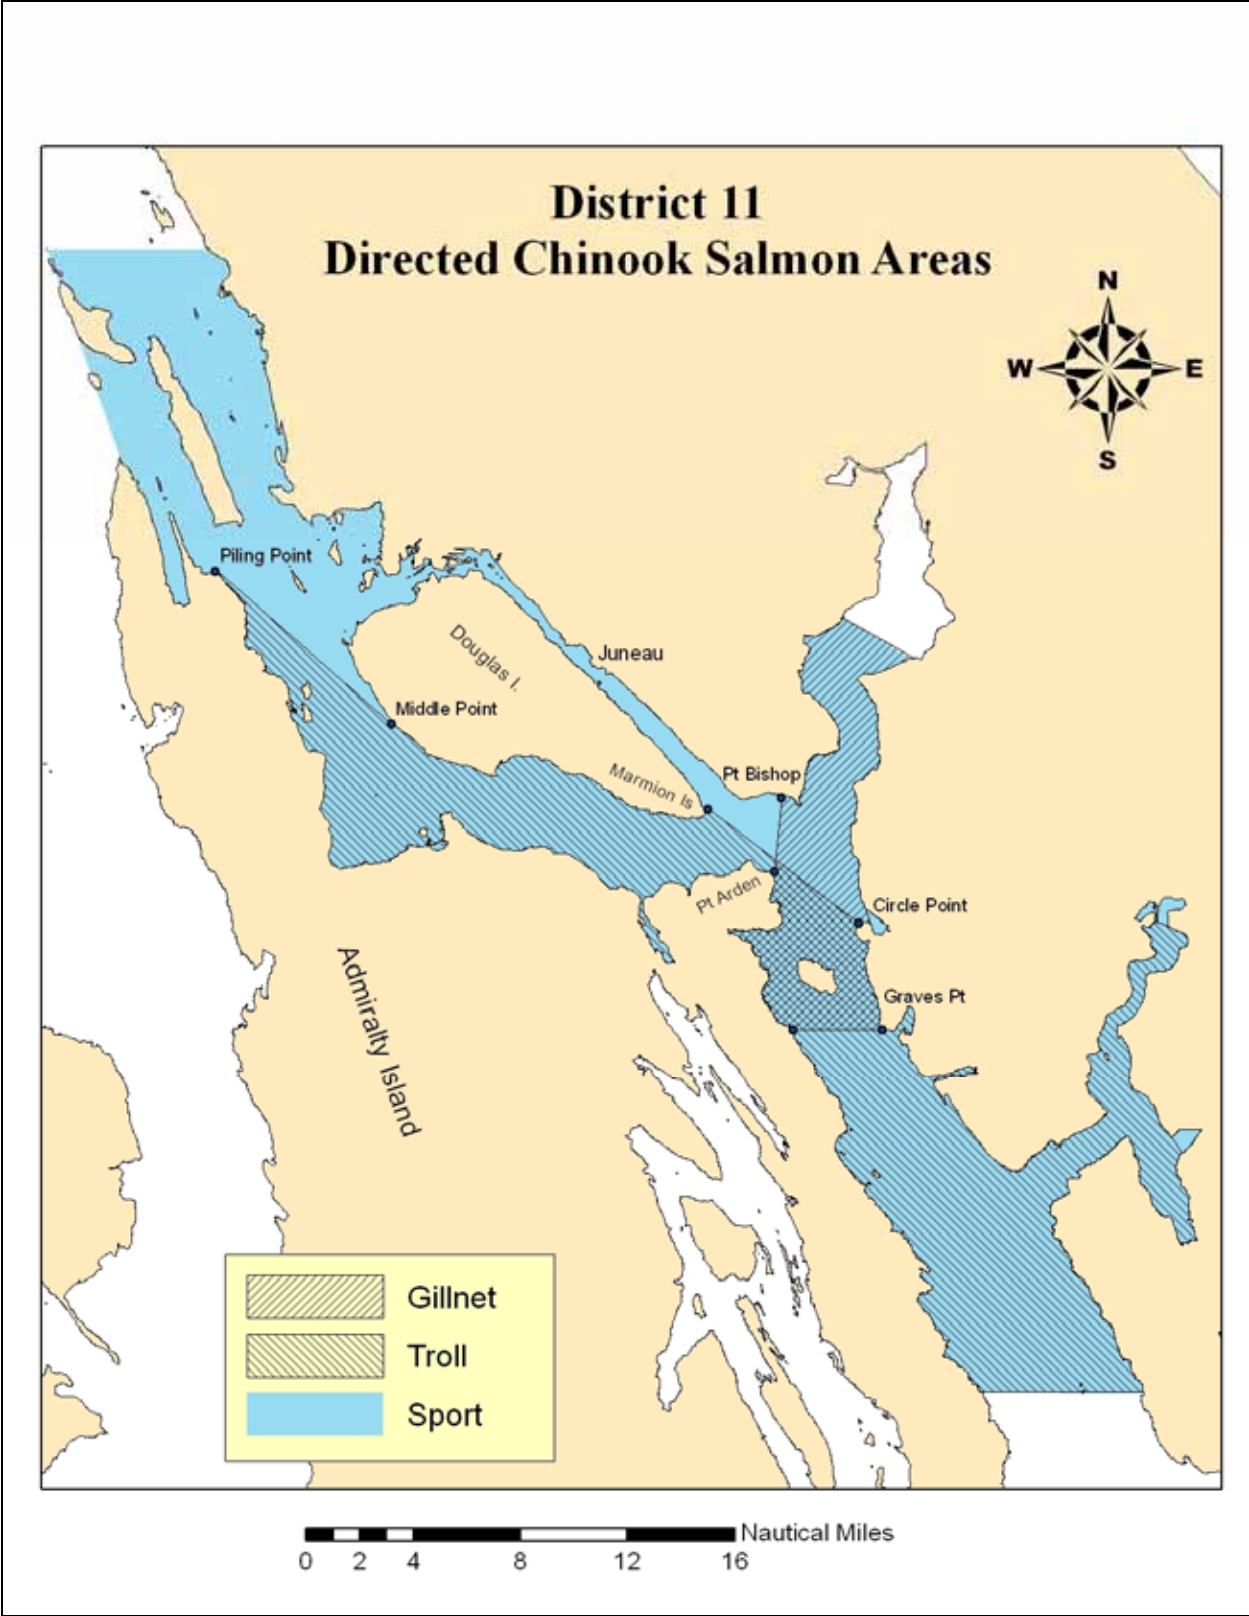 District 11
Directed Chinook Salmon Areas
N
W
E
S
Piling Point
Douglas I.
Juneau
Middle Point
Marmion Is
Pt Bishop
Pt Arden
Circle Point
Graves Pt
Admiralty Island
Gillnet
Troll
Sport
Nautical Miles
0 2 4 8 12 16